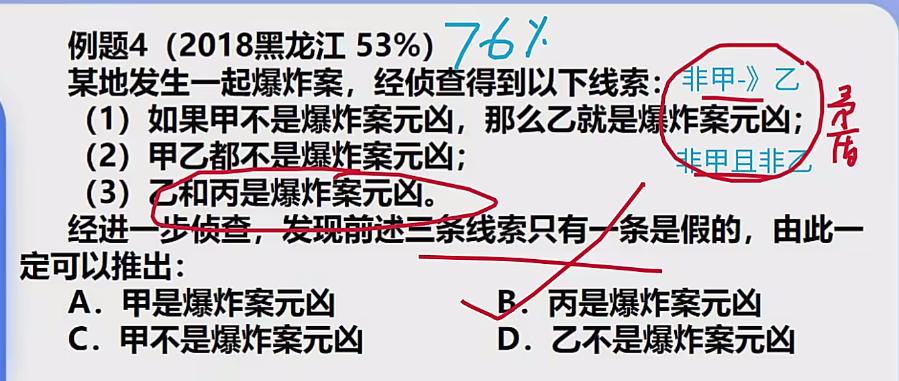 例题4（2018黑龙江 53%）76%
某地发生一起爆炸案，经侦查得到以下线索：非甲-》乙
（1）如果甲不是爆炸案元凶，那么乙就是爆炸案元凶；矛盾
（2）甲乙都不是爆炸案元凶；非甲且非乙
（3）乙和丙是爆炸案元凶。
经进一步侦查，发现前述三条线索只有一条是假的，由此一
定可以推出：
A．甲是爆炸案元凶 B．丙是爆炸案元凶
C．甲不是爆炸案元凶 D．乙不是爆炸案元凶